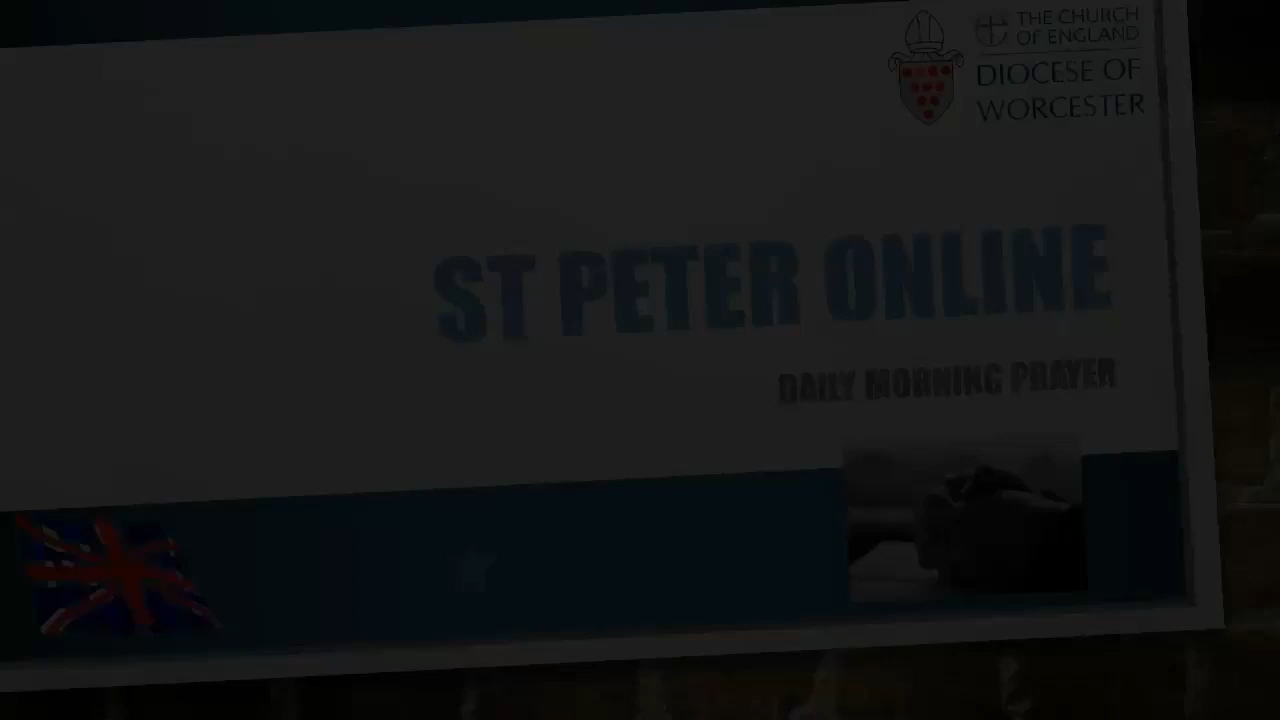 THE CHURCH
OF ENGLAND
DIOCESE OF
WORCESTER
ST PETER ONLINE
DAILY MORNING PRAYER